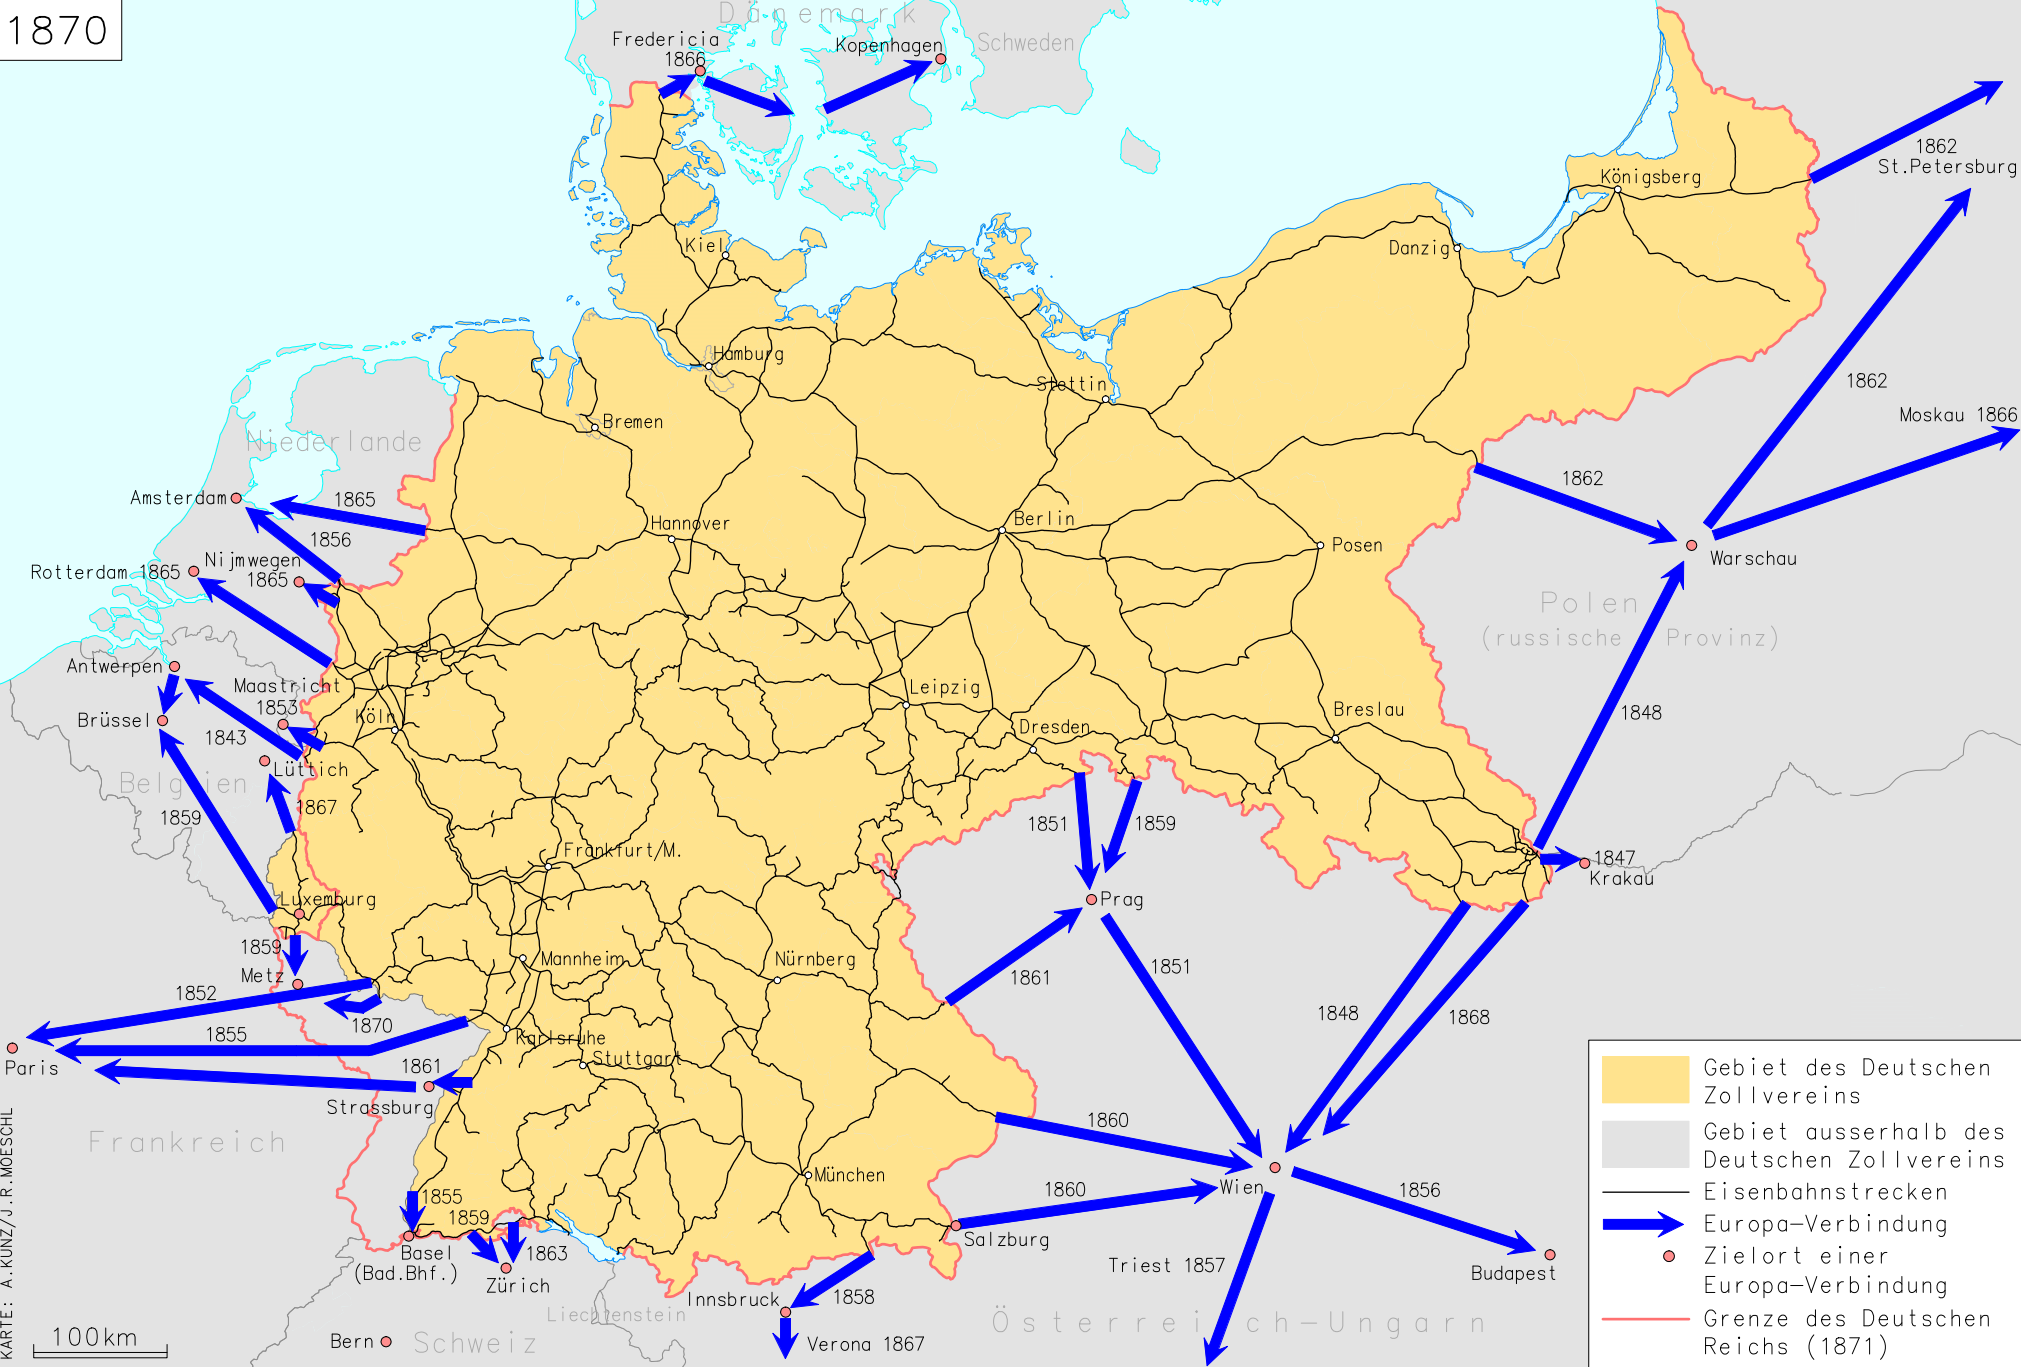 1870
Dänemark
Fredericia
1866
Kopenhagen
Schweden
1862
St.Petersburg
Königsberg
Kiel
Danzig
Hamburg
Stettin
1862
Moskau 1866
Bremen
Niederlande
Amsterdam
1865
1862
Hannover
Berlin
1856
Posen
Warschau
Nijmwegen
1865
Rotterdam 1865
Polen
(russische Provinz)
Antwerpen
Maastricht
1853
Leipzig
Brüssel
Köln
Dresden
Breslau
1848
1843
Lüttich
Belgien
1867
1859
1851
1859
Frankfurt/M.
1847
Krakau
Luxemburg
Prag
1859
Metz
Mannheim
Nürnberg
1861
1851
1852
1870
1855
1848
1868
Karlsruhe
Stuttgart
Paris
1861
Strassburg
Frankreich
1860
München
Wien
1860
1856
1855
1859
Basel
(Bad.Bhf.)
1863
Zürich
Salzburg
Triest 1857
Budapest
Innsbruck
1858
Liechtenstein
Verona 1867
Österreich-Ungarn
Bern
Schweiz
100km
KARTE: A.KUNZ/J.R.MOESCHL
Gebiet des Deutschen
Zollvereins
Gebiet ausserhalb des
Deutschen Zollvereins
Eisenbahnstrecken
Europa-Verbindung
Zielort einer
Europa-Verbindung
Grenze des Deutschen
Reichs (1871)